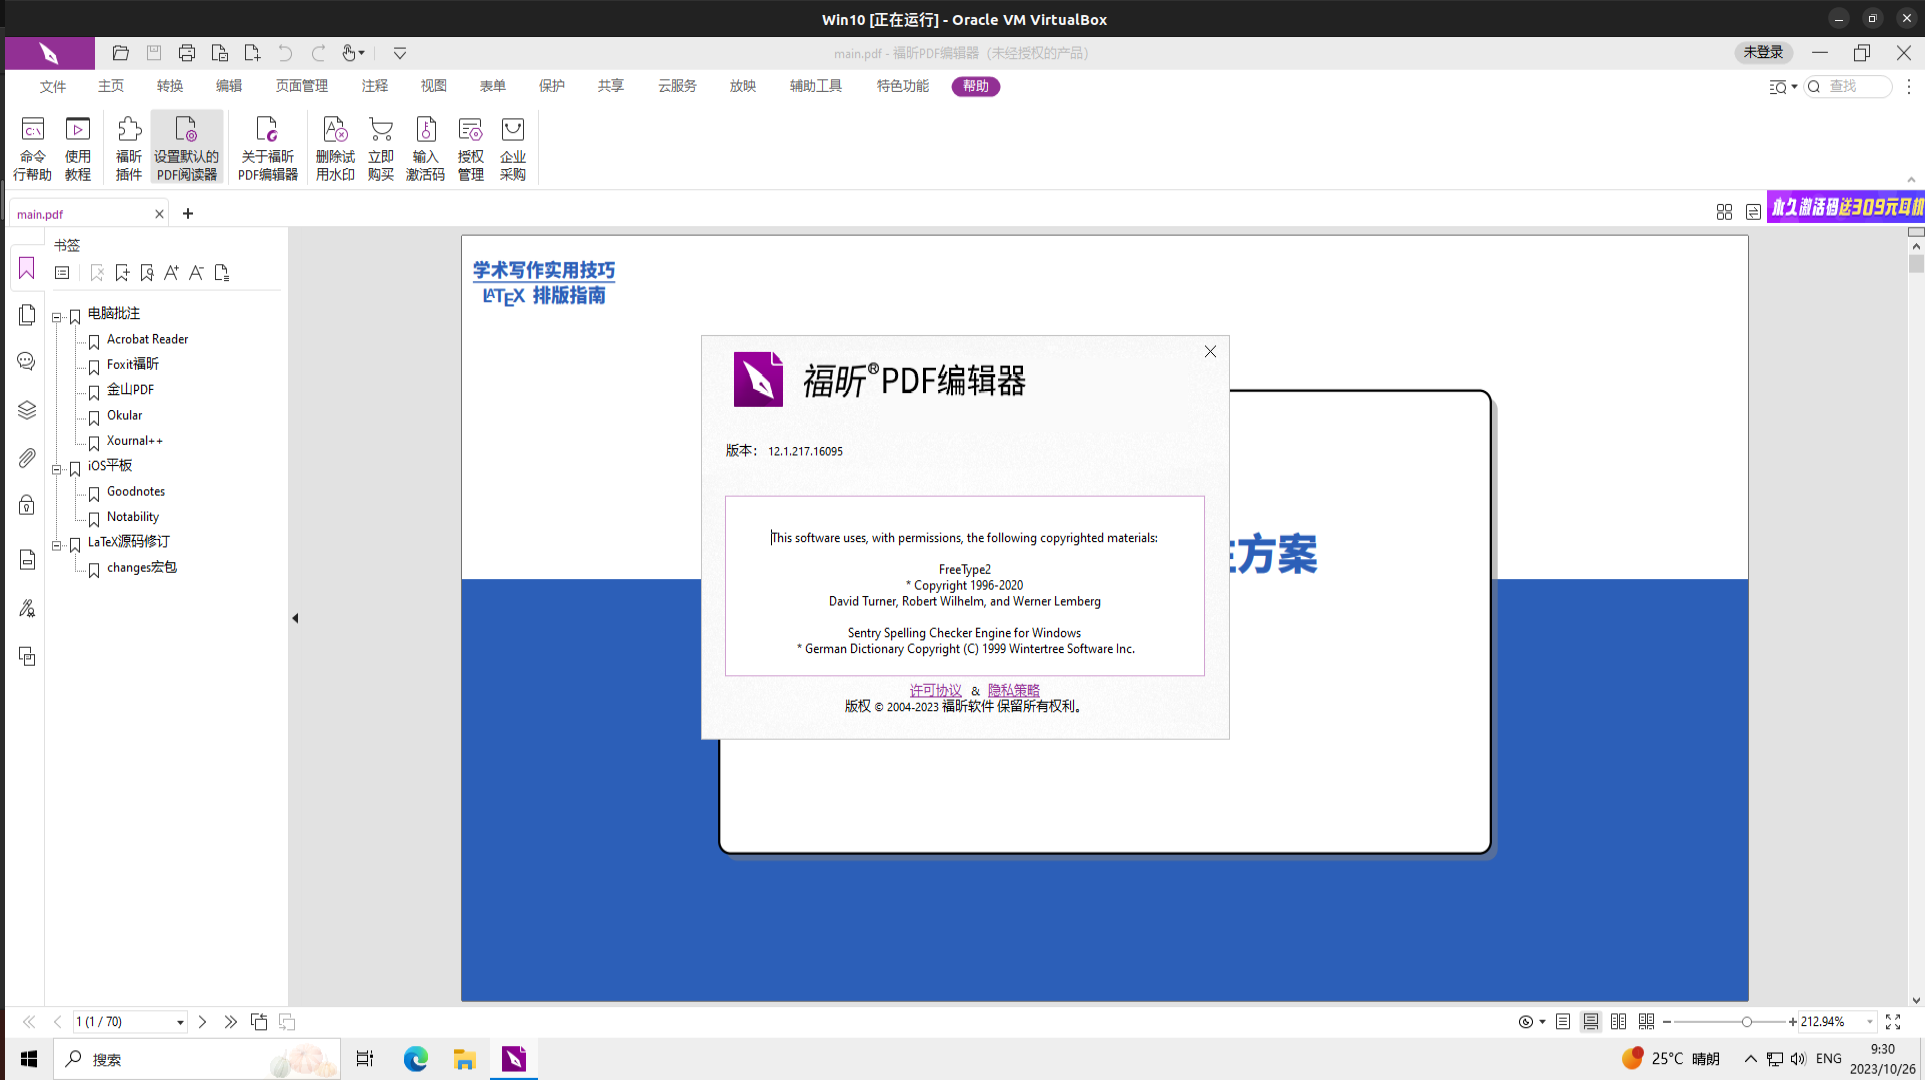 Win10 [正在运行] - Oracle VM VirtualBox
main.pdf - 福昕PDF编辑器（未经授权的产品）
未登录
文件 主页 转换 编辑 页面管理 注释 视图 表单 保护 共享 云服务 放映 辅助工具 特色功能 帮助
查找
命令
行帮助
使用
教程
福昕
插件
设置默认的
PDF阅读器
关于福昕
PDF编辑器
删除试
用水印
立即
购买
输入
激活码
授权
管理
企业
采购
main.pdf
永久激活码送309元耳机
书签
电脑批注
Acrobat Reader
Foxit福昕
金山PDF
Okular
Xournal++
iOS平板
Goodnotes
Notability
LaTeX源码修订
changes宏包
学术写作实用技巧
LATEX 排版指南
方案
福昕®PDF编辑器
版本： 12.1.217.16095
This software uses, with permissions, the following copyrighted materials:
FreeType2
* Copyright 1996-2020
David Turner, Robert Wilhelm, and Werner Lemberg
Sentry Spelling Checker Engine for Windows
* German Dictionary Copyright (C) 1999 Wintertree Software Inc.
许可协议 & 隐私策略
版权 © 2004-2023 福昕软件 保留所有权利。
1 (1 / 70)
212.94%
搜索
25°C 晴朗
ENG
9:30
2023/10/26